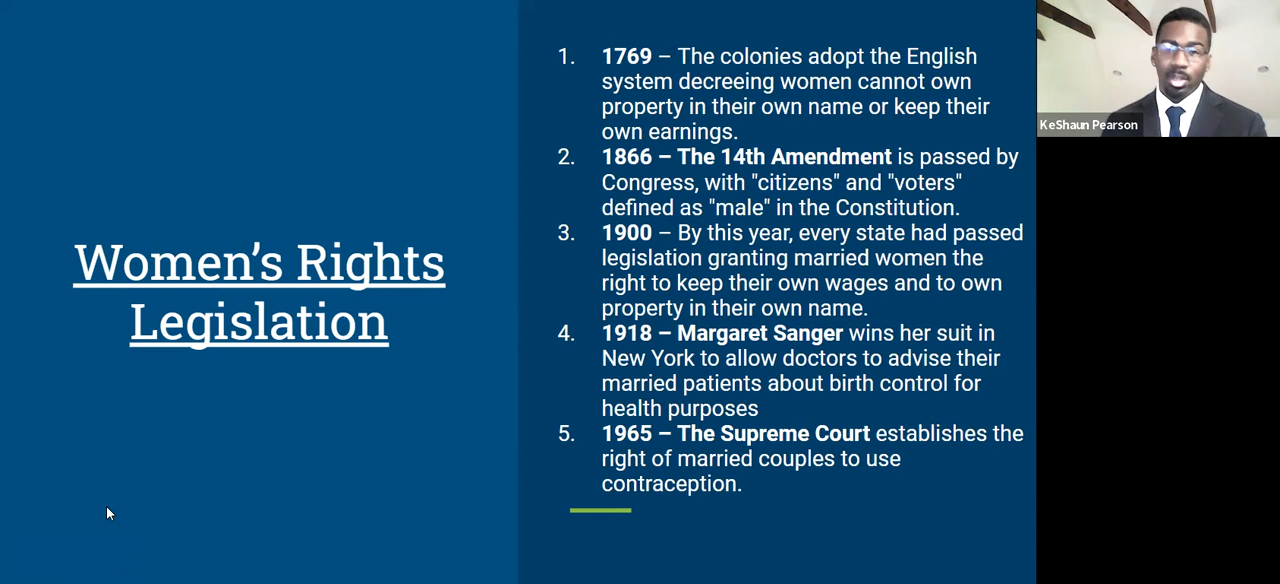 Women’s Rights
Legislation
1. 1769 – The colonies adopt the English
system decreeing women cannot own
property in their own name or keep their
own earnings.
2. 1866 – The 14th Amendment is passed by
Congress, with "citizens" and "voters"
defined as "male" in the Constitution.
3. 1900 – By this year, every state had passed
legislation granting married women the
right to keep their own wages and to own
property in their own name.
4. 1918 – Margaret Sanger wins her suit in
New York to allow doctors to advise their
married patients about birth control for
health purposes
5. 1965 – The Supreme Court establishes the
right of married couples to use
contraception.
KeShaun Pearson